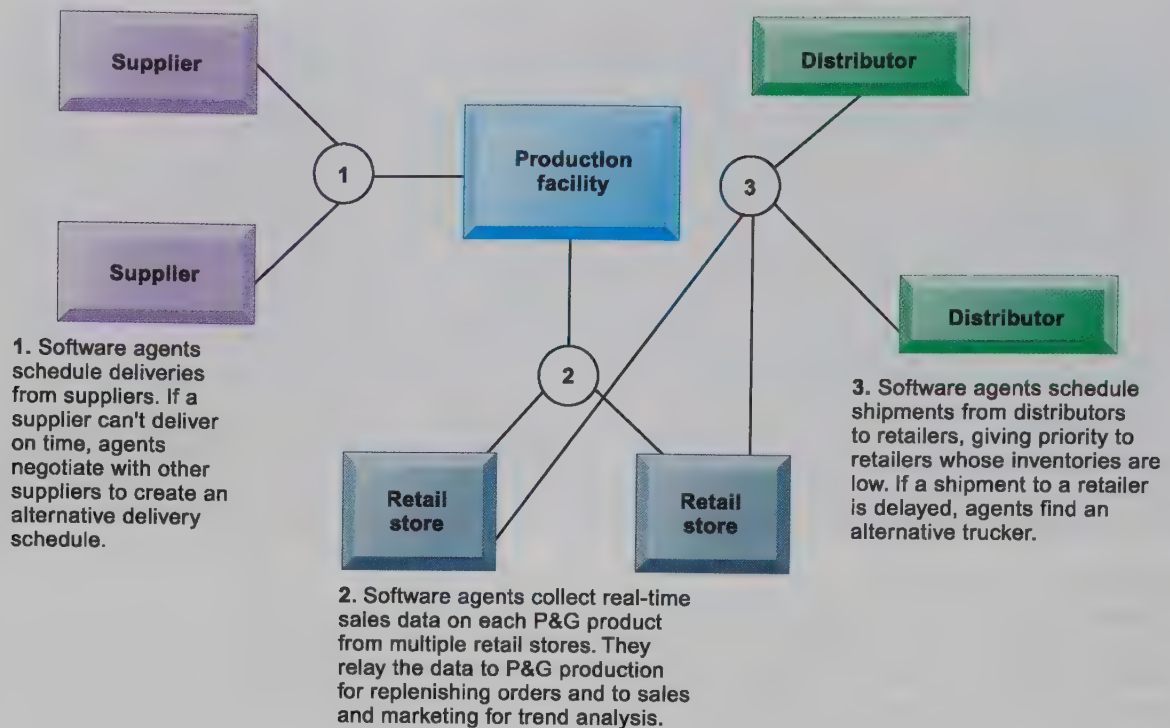 Supplier
Distributor
Production
facility
1
3
Supplier
Distributor
1. Software agents
schedule deliveries
from suppliers. If a
supplier can't deliver
on time, agents
negotiate with other
suppliers to create an
alternative delivery
schedule.
2
3. Software agents schedule
shipments from distributors
to retailers, giving priority to
retailers whose inventories are
low. If a shipment to a retailer
is delayed, agents find an
alternative trucker.
Retail
store
Retail
store
2. Software agents collect real-time
sales data on each P&G product
from multiple retail stores. They
relay the data to P&G production
for replenishing orders and to sales
and marketing for trend analysis.